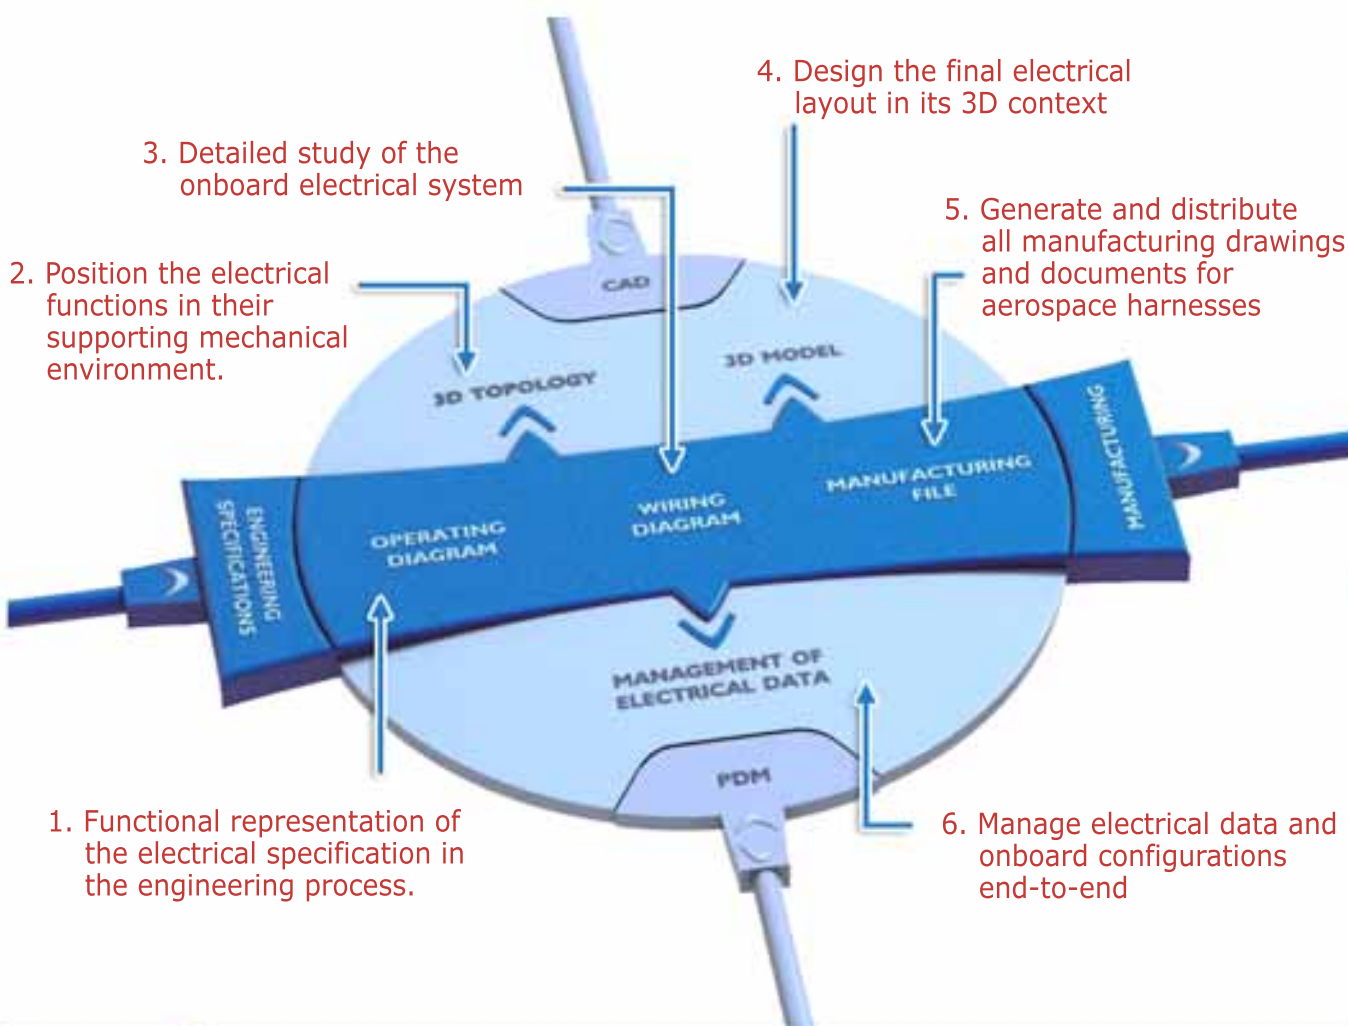 4. Design the final electrical
layout in its 3D context
3. Detailed study of the
onboard electrical system
5. Generate and distribute
all manufacturing drawings
and documents for
aerospace harnesses
2. Position the electrical
functions in their
supporting mechanical
environment.
CAD
3D MODEL
3D TOPOLOGY
MANUFACTURING
MANUFACTURING
FILE
WIRING
DIAGRAM
OPERATING
DIAGRAM
ENGINEERING
SPECIFICATIONS
MANAGEMENT OF
ELECTRICAL DATA
PDM
1. Functional representation of
the electrical specification in
the engineering process.
6. Manage electrical data and
onboard configurations
end-to-end